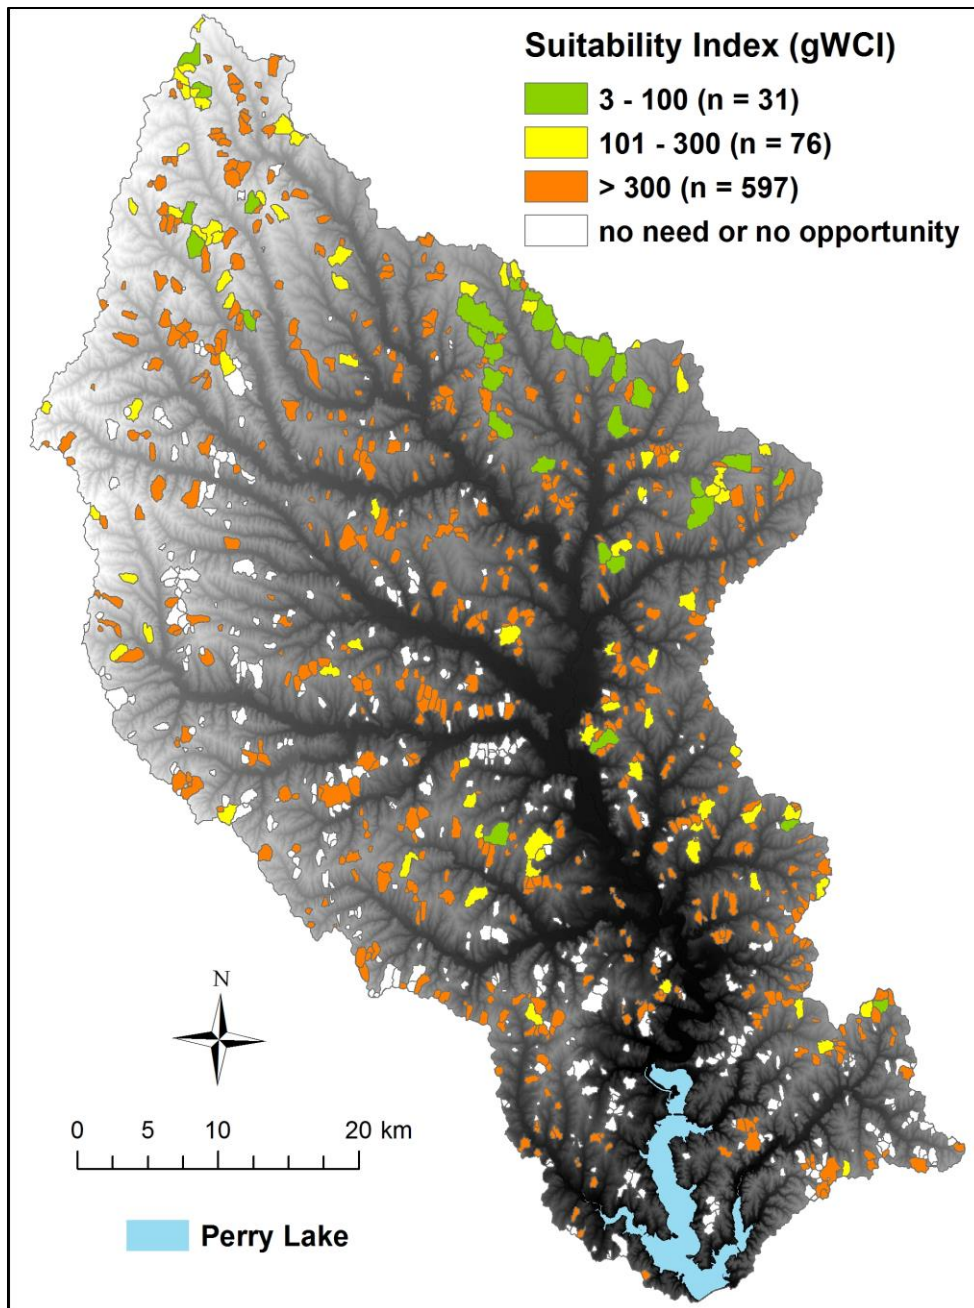 Suitability Index (gWCI)
3 - 100 (n = 31)
101 - 300 (n = 76)
> 300 (n = 597)
no need or no opportunity
N
0 5 10 20 km
Perry Lake